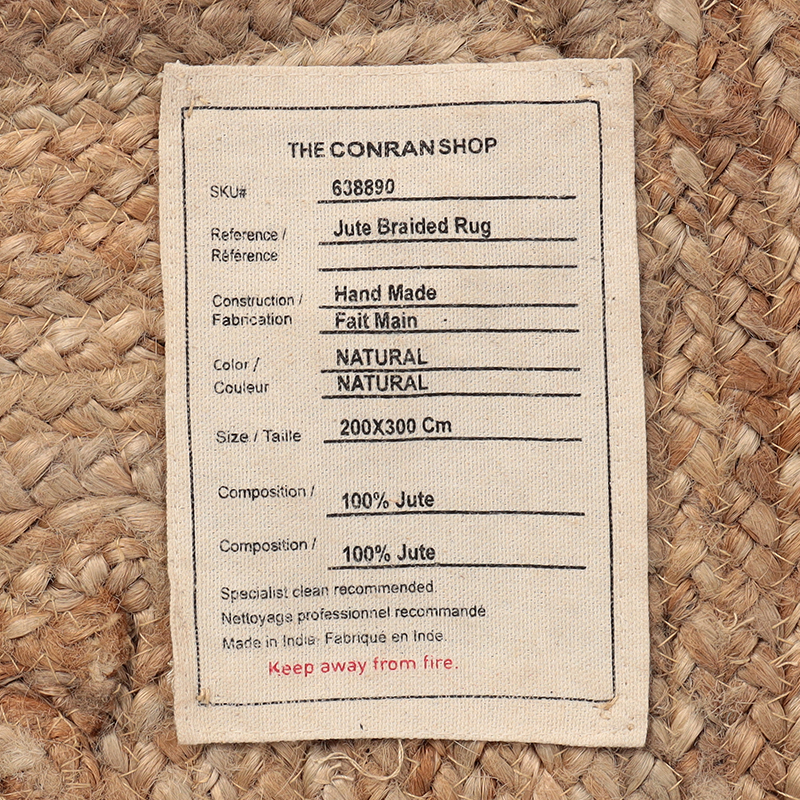 THE CONRAN SHOP
SKU# 638890
Reference / Jute Braided Rug
Référence
Construction / Hand Made
Fabrication Fait Main
Color / NATURAL
Couleur NATURAL
Size / Taille 200X300 Cm
Composition / 100% Jute
Composition / 100% Jute
Specialist clean recommended.
Nettoyage professionnel recommandé
Made in India. Fabriqué en Inde.
Keep away from fire.